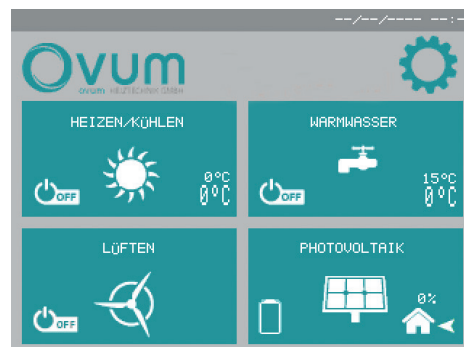 --/--/---- --:-
Ovum
ovum HEIZTECHNIK GMBH
HEIZEN/KüHLEN
WARMWASSER
0°C
0°C
OFF
15°C
0°C
OFF
LüFTEN
PHOTOVOLTAIK
OFF
0%